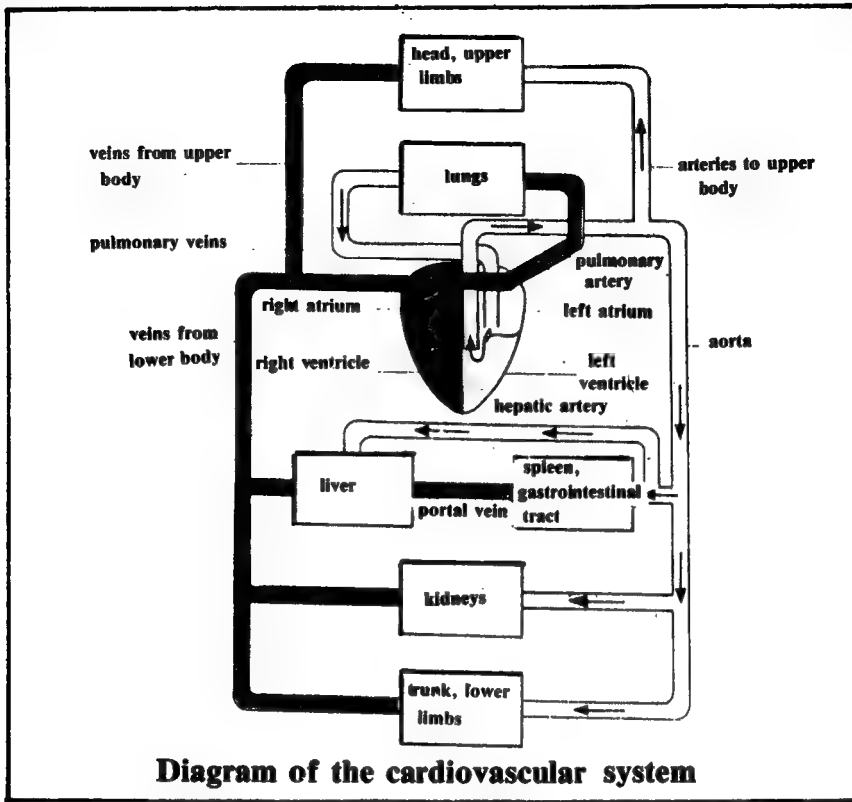 head, upper
limbs
veins from upper
body
lungs
arteries to upper
body
pulmonary veins
pulmonary
artery
right atrium
left atrium
veins from
lower body
aorta
right ventricle
left
ventricle
hepatic artery
liver
spleen,
gastrointestinal
tract
portal vein
kidneys
trunk, lower
limbs
Diagram of the cardiovascular system